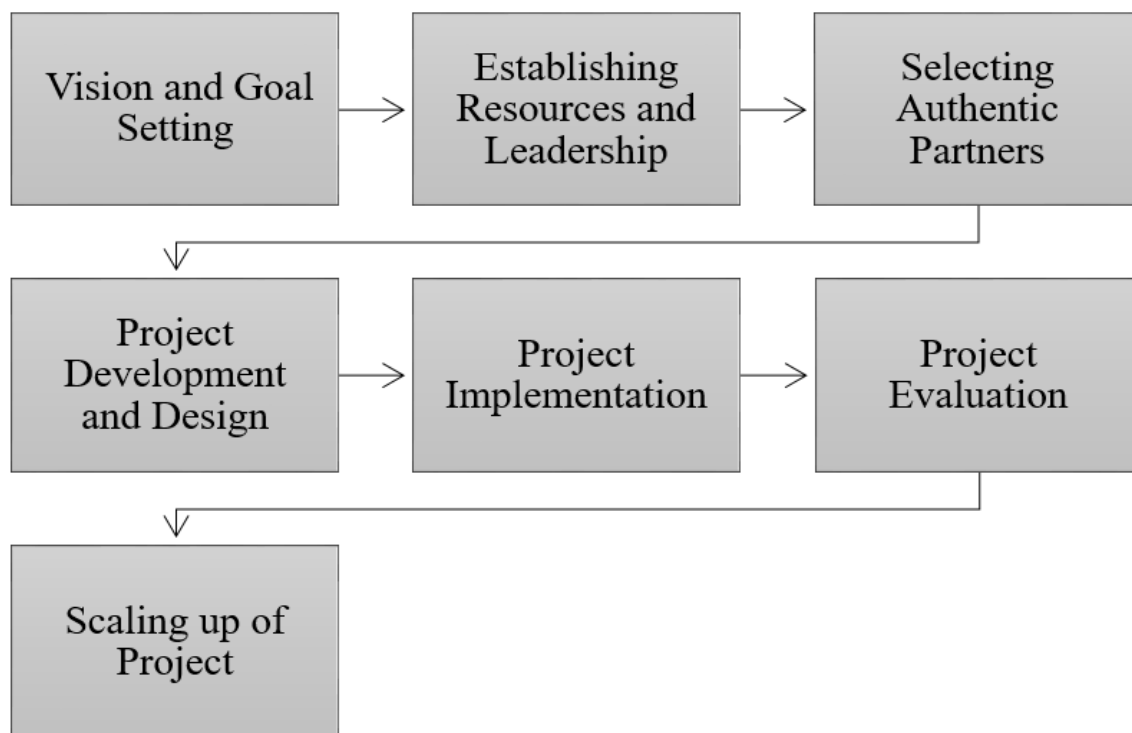 Vision and Goal
Setting
Establishing
Resources and
Leadership
Selecting
Authentic
Partners
Project
Development
and Design
Project
Implementation
Project
Evaluation
Scaling up of
Project